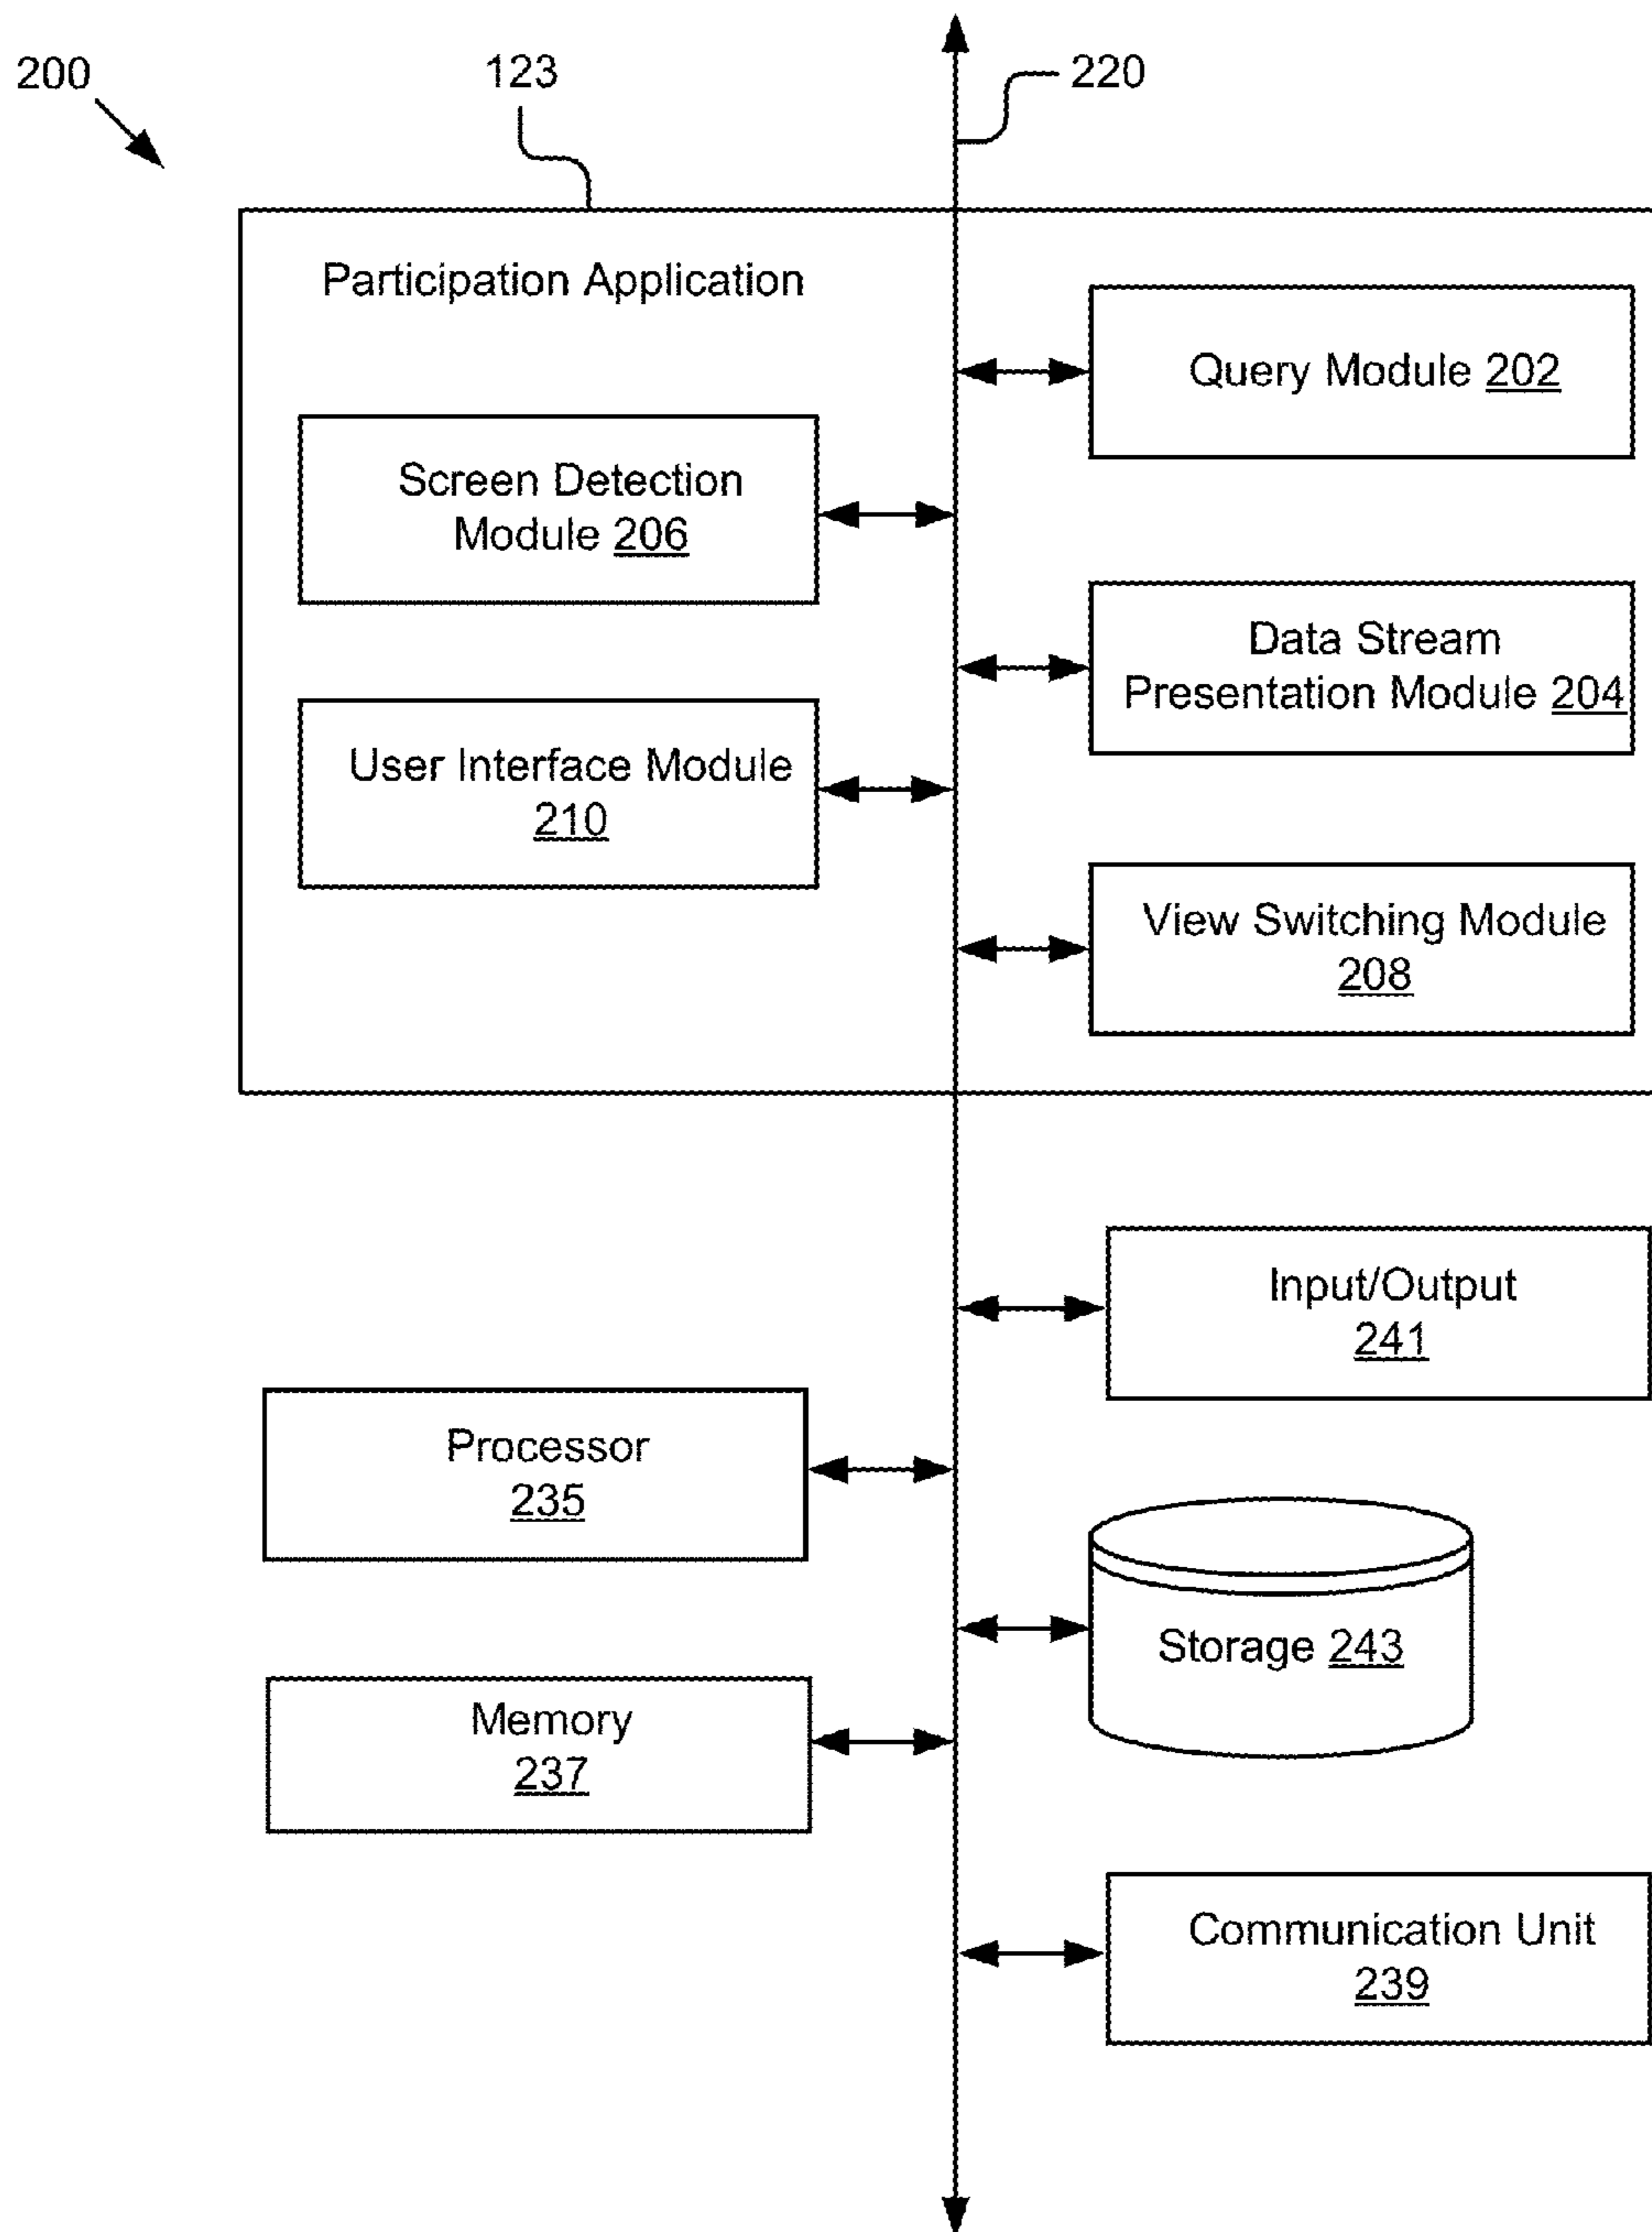 200
123
220
Participation Application
Query Module 202
Screen Detection
Module 206
Data Stream
Presentation Module 204
User Interface Module
210
View Switching Module
208
Input/Output
241
Processor
235
Storage 243
Memory
237
Communication Unit
239